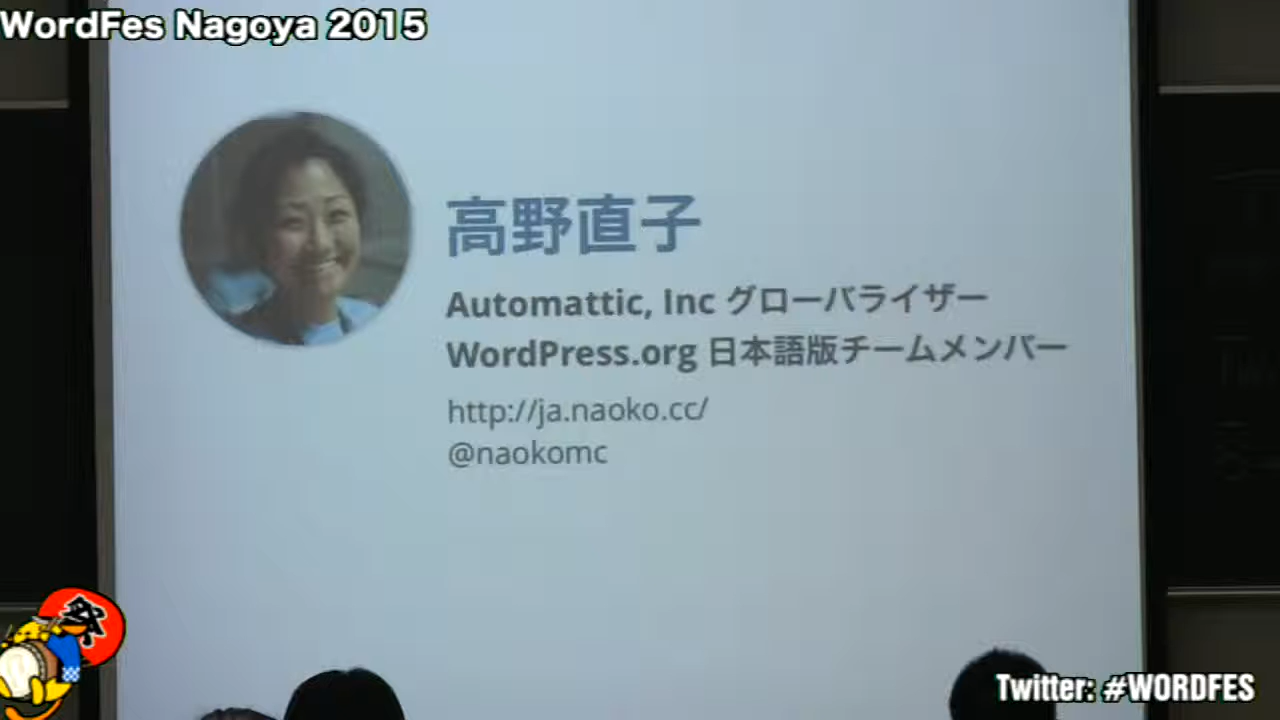 WordFes Nagoya 2015
高野直子
Automattic, Inc グローバライザー
WordPress.org 日本語版チームメンバー
http://ja.naoko.cc/
@naokomc
祭
Twitter: #WORDFES